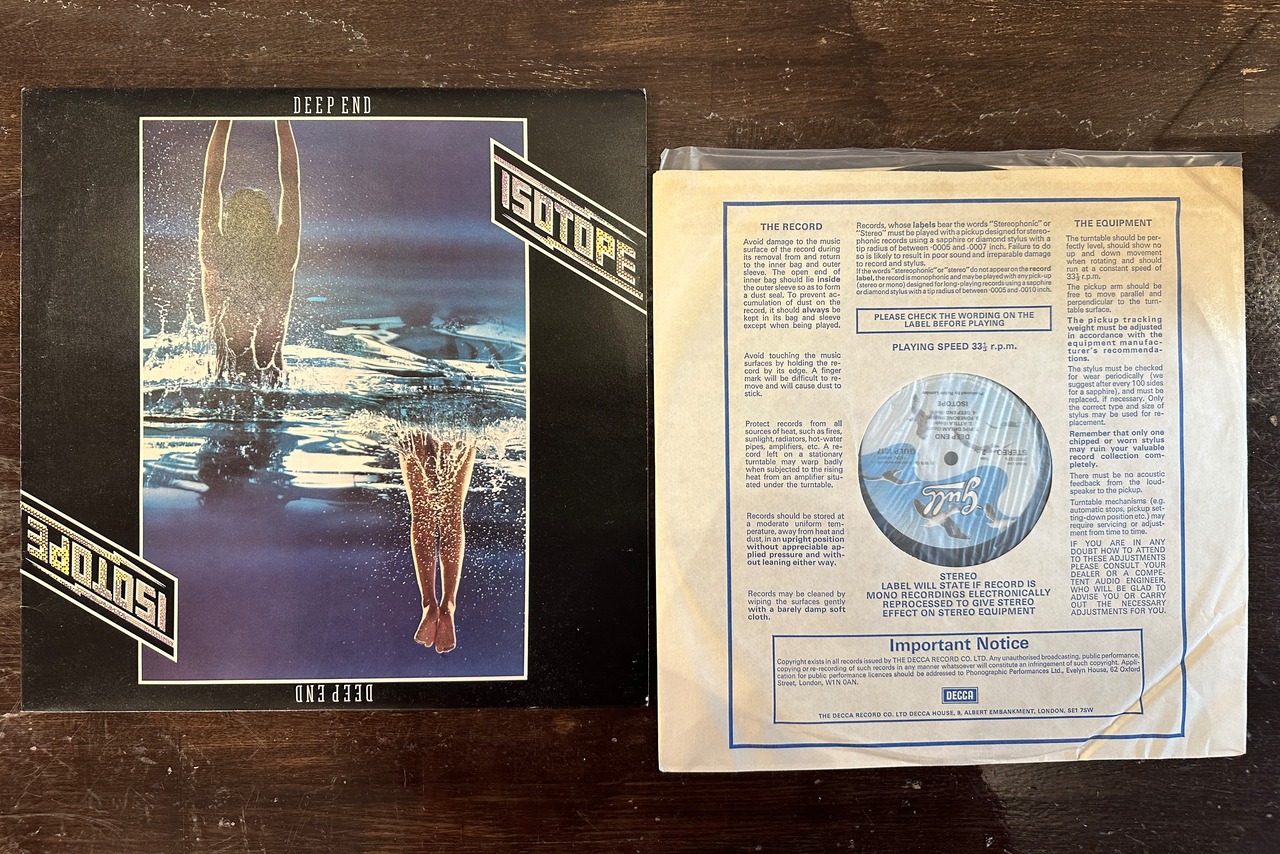 DEEP END
ISOTOPE
ISOTOPE
DEEP END
THE RECORD
Avoid damage to the music
surface of the record during
its removal from and return
to the inner bag and outer
sleeve. The open end of
inner bag should lie inside
the outer sleeve so as to form
a dust seal. To prevent ac-
cumulation of dust on the
record, it should always be
kept in its bag and sleeve
except when being played.
Avoid touching the music
surfaces by holding the re-
cord by its edge. A finger
mark will be difficult to re-
move and will cause dust to
stick.
Protect records from all
sources of heat, such as fires,
sunlight, radiators, hot-water
pipes, amplifiers, etc. A re-
cord left on a stationary
turntable may warp badly
when subjected to the rising
heat from an amplifier situ-
ated under the turntable.
Records should be stored at
a moderate uniform tem-
perature, away from heat and
dust, in an upright position
without appreciable ap-
plied pressure and with-
out leaning either way.
Records may be cleaned by
wiping the surfaces gently
with a barely damp soft
cloth.
Records, whose labels bear the words "Stereophonic" or
"Stereo" must be played with a pickup designed for stereo-
phonic records using a sapphire or diamond stylus with a
tip radius of between ·0005 and ·0007 inch. Failure to do
so is likely to result in poor sound and irreparable damage
to record and stylus.
If the words "stereophonic" or "stereo" do not appear on the record
label, the record is monophonic and may be played with any pick-up
(stereo or mono) designed for long-playing records using a sapphire
or diamond stylus with a tip radius of between ·0005 and ·0010 inch.
PLEASE CHECK THE WORDING ON THE
LABEL BEFORE PLAYING
PLAYING SPEED 33⅓ r.p.m.
ISOTOPE
DEEP END
STEREO
gull
STEREO
LABEL WILL STATE IF RECORD IS
MONO RECORDINGS ELECTRONICALLY
REPROCESSED TO GIVE STEREO
EFFECT ON STEREO EQUIPMENT
THE EQUIPMENT
The turntable should be per-
fectly level, should show no
up and down movement
when rotating and should
run at a constant speed of
33⅓ r.p.m.
The pickup arm should be
free to move parallel and
perpendicular to the turn-
table surface.
The pickup tracking
weight must be adjusted
in accordance with the
equipment manufac-
turer's recommenda-
tions.
The stylus must be checked
for wear periodically (we
suggest after every 100 sides
for a sapphire), and must be
replaced, if necessary. Only
the correct type and size of
stylus may be used for re-
placement.
Remember that only one
chipped or worn stylus
may ruin your valuable
record collection com-
pletely.
There must be no acoustic
feedback from the loud-
speaker to the pickup.
Turntable mechanisms (e.g.
automatic stops, pickup set-
ting-down position etc.) may
require servicing or adjust-
ment from time to time.
IF YOU ARE IN ANY
DOUBT HOW TO ATTEND
TO THESE ADJUSTMENTS
PLEASE CONSULT YOUR
DEALER OR A COMPE-
TENT AUDIO ENGINEER,
WHO WILL BE GLAD TO
ADVISE YOU OR CARRY
OUT THE NECESSARY
ADJUSTMENTS FOR YOU.
Important Notice
Copyright exists in all records issued by THE DECCA RECORD CO. LTD. Any unauthorised broadcasting, public performance,
copying or re-recording of such records in any manner whatsoever will constitute an infringement of such copyright. Appli-
cation for public performance licences should be addressed to Phonographic Performances Ltd., Evelyn House, 62 Oxford
Street, London, W1N 0AN.
DECCA
THE DECCA RECORD CO. LTD DECCA HOUSE, 9, ALBERT EMBANKMENT, LONDON, SE1 7SW